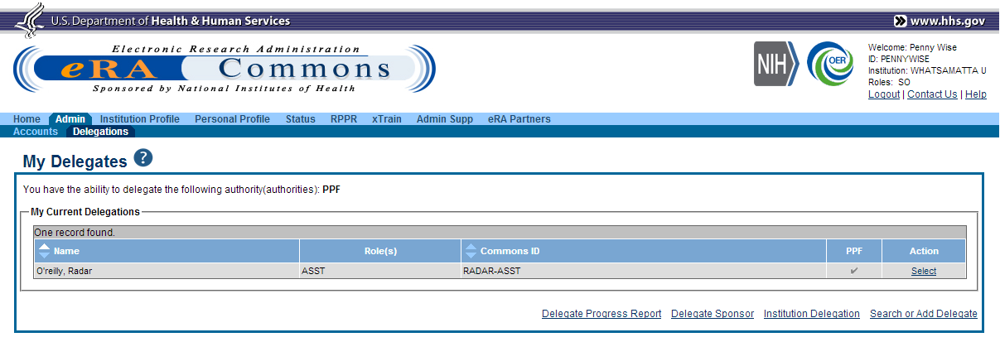 U.S. Department of Health & Human Services
www.hhs.gov
Electronic Research Administration
eRA Commons
Sponsored by National Institutes of Health
NIH
OER
Welcome: Penny Wise
ID: PENNYWISE
Institution: WHATSAMATTA U
Roles: SO
Logout | Contact Us | Help
Home Admin Institution Profile Personal Profile Status RPPR xTrain Admin Supp eRA Partners
Accounts Delegations
My Delegates ?
You have the ability to delegate the following authority(authorities): PPF
My Current Delegations
One record found.
Name Role(s) Commons ID PPF Action
O'reilly, Radar ASST RADAR-ASST ✔ Select
Delegate Progress Report Delegate Sponsor Institution Delegation Search or Add Delegate